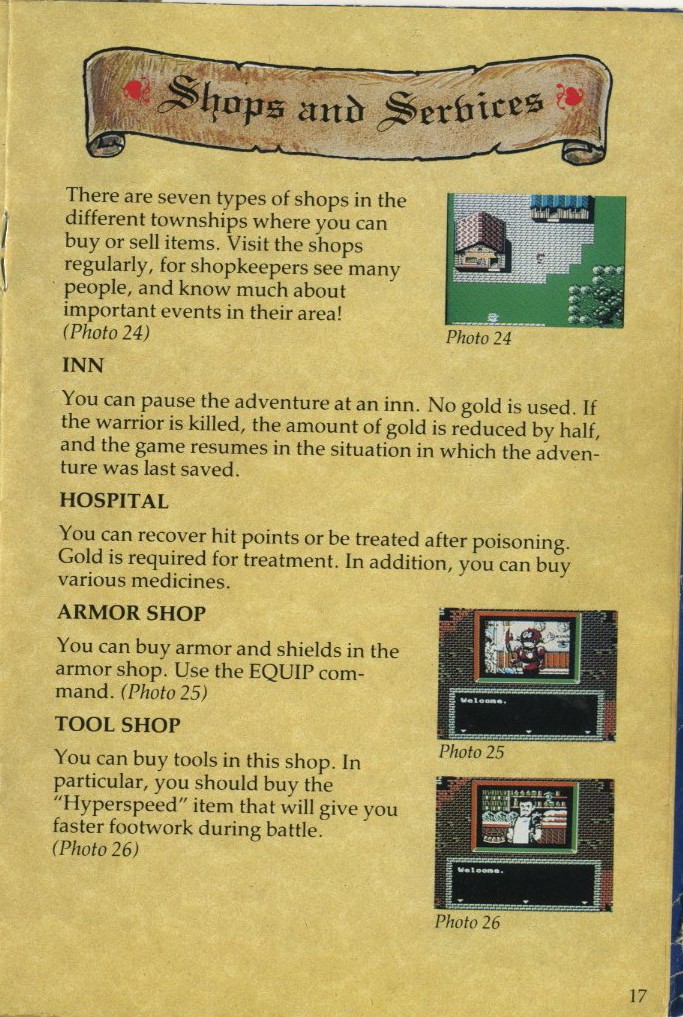 Shops and Services
There are seven types of shops in the
different townships where you can
buy or sell items. Visit the shops
regularly, for shopkeepers see many
people, and know much about
important events in their area!
(Photo 24)
Photo 24
INN
You can pause the adventure at an inn. No gold is used. If
the warrior is killed, the amount of gold is reduced by half,
and the game resumes in the situation in which the adven-
ture was last saved.
HOSPITAL
You can recover hit points or be treated after poisoning.
Gold is required for treatment. In addition, you can buy
various medicines.
ARMOR SHOP
You can buy armor and shields in the
armor shop. Use the EQUIP com-
mand. (Photo 25)
Welcome.
Photo 25
TOOL SHOP
You can buy tools in this shop. In
particular, you should buy the
"Hyperspeed" item that will give you
faster footwork during battle.
(Photo 26)
Welcome.
Photo 26
17